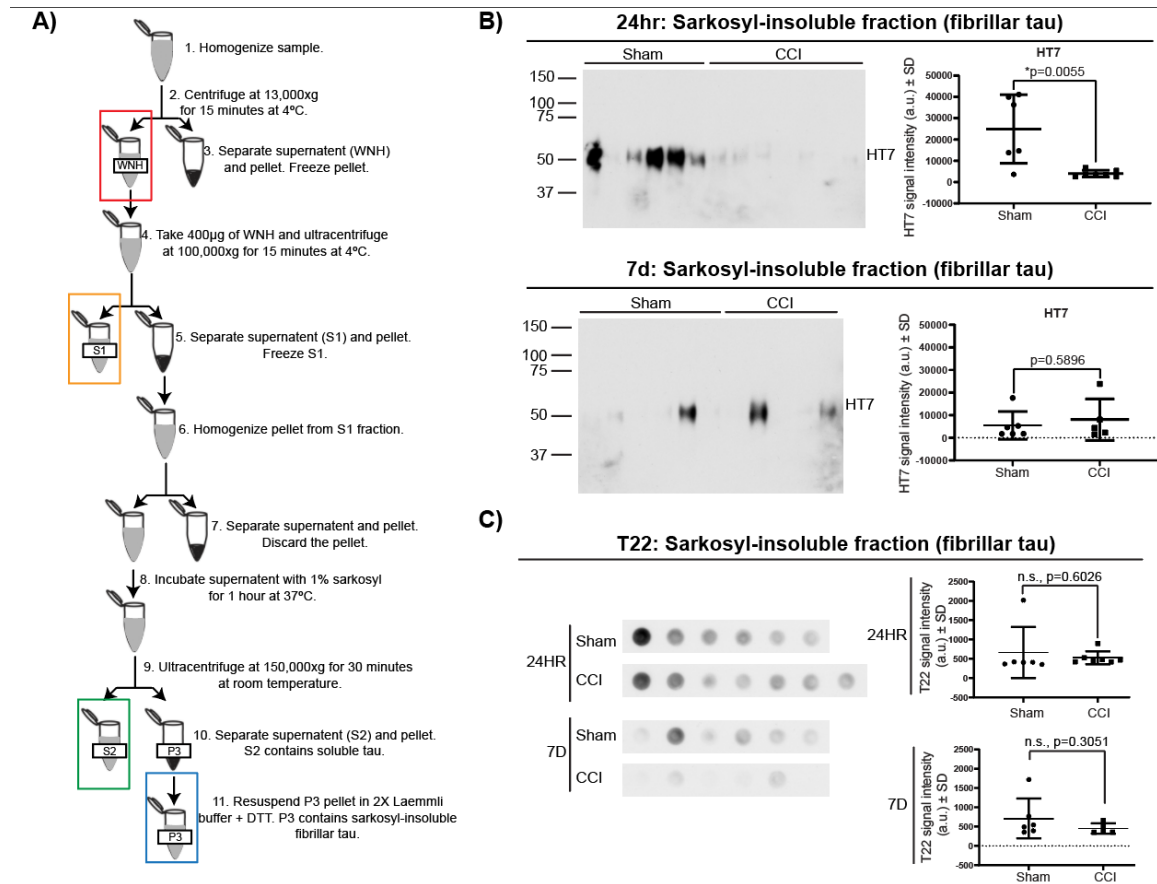 A)
1. Homogenize sample.
2. Centrifuge at 13,000xg
for 15 minutes at 4ºC.
WNH
3. Separate supernatent (WNH)
and pellet. Freeze pellet.
4. Take 400µg of WNH and ultracentrifuge
at 100,000xg for 15 minutes at 4ºC.
S1
5. Separate supernatent (S1) and pellet.
Freeze S1.
6. Homogenize pellet from S1 fraction.
7. Separate supernatent and pellet.
Discard the pellet.
8. Incubate supernatent with 1% sarkosyl
for 1 hour at 37ºC.
9. Ultracentrifuge at 150,000xg for 30 minutes
at room temperature.
S2
P3
10. Separate supernatent (S2) and pellet.
S2 contains soluble tau.
11. Resuspend P3 pellet in 2X Laemmli
buffer + DTT. P3 contains sarkosyl-insoluble
fibrillar tau.
P3
B)
24hr: Sarkosyl-insoluble fraction (fibrillar tau)
Sham CCI
150
100
75
50
37
HT7
HT7
HT7 signal intensity (a.u.) ± SD
50000
40000
30000
20000
10000
0
-10000
*p=0.0055
Sham CCI
7d: Sarkosyl-insoluble fraction (fibrillar tau)
Sham CCI
150
100
75
50
37
HT7
HT7
HT7 signal intensity (a.u.) ± SD
50000
40000
30000
20000
10000
0
-10000
p=0.5896
Sham CCI
C)
T22: Sarkosyl-insoluble fraction (fibrillar tau)
24HR
Sham
CCI
7D
Sham
CCI
24HR
T22 signal intensity
(a.u.) ± SD
2500
2000
1500
1000
500
0
-500
n.s., p=0.6026
Sham CCI
7D
T22 signal intensity
(a.u.) ± SD
2500
2000
1500
1000
500
0
-500
n.s., p=0.3051
Sham CCI